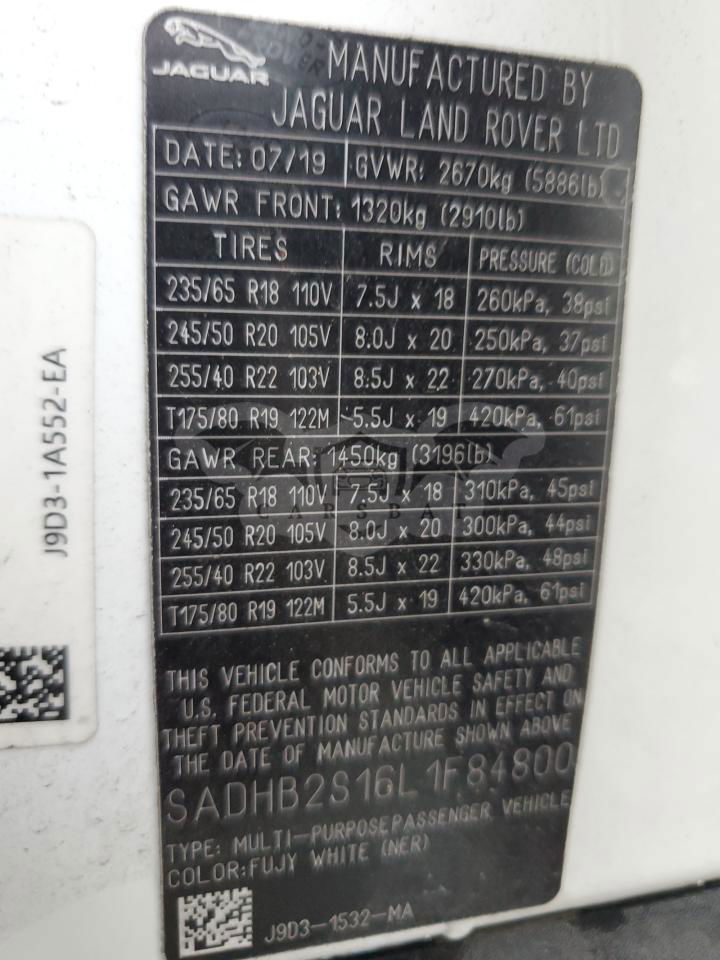 JAGUAR
MANUFACTURED BY
JAGUAR LAND ROVER LTD
DATE: 07/19 GVWR: 2670kg (5886lb)
GAWR FRONT: 1320kg (2910lb)
TIRES RIMS PRESSURE (COLD)
235/65 R18 110V 7.5J x 18 260kPa, 38psi
245/50 R20 105V 8.0J x 20 250kPa, 37psi
255/40 R22 103V 8.5J x 22 270kPa, 40psi
T175/80 R19 122M 5.5J x 19 420kPa, 61psi
GAWR REAR: 1450kg (3196lb)
235/65 R18 110V 7.5J x 18 310kPa, 45psi
245/50 R20 105V 8.0J x 20 300kPa, 44psi
CARSBAT
255/40 R22 103V 8.5J x 22 330kPa, 48psi
T175/80 R19 122M 5.5J x 19 420kPa, 61psi
THIS VEHICLE CONFORMS TO ALL APPLICABLE
U.S. FEDERAL MOTOR VEHICLE SAFETY AND
THEFT PREVENTION STANDARDS IN EFFECT ON
THE DATE OF MANUFACTURE SHOWN ABOVE
SADHB2S16L1F84800
TYPE: MULTI-PURPOSE PASSENGER VEHICLE
COLOR:FUJY WHITE (NER)
J9D3-1532-MA
J9D3-1A552-EA